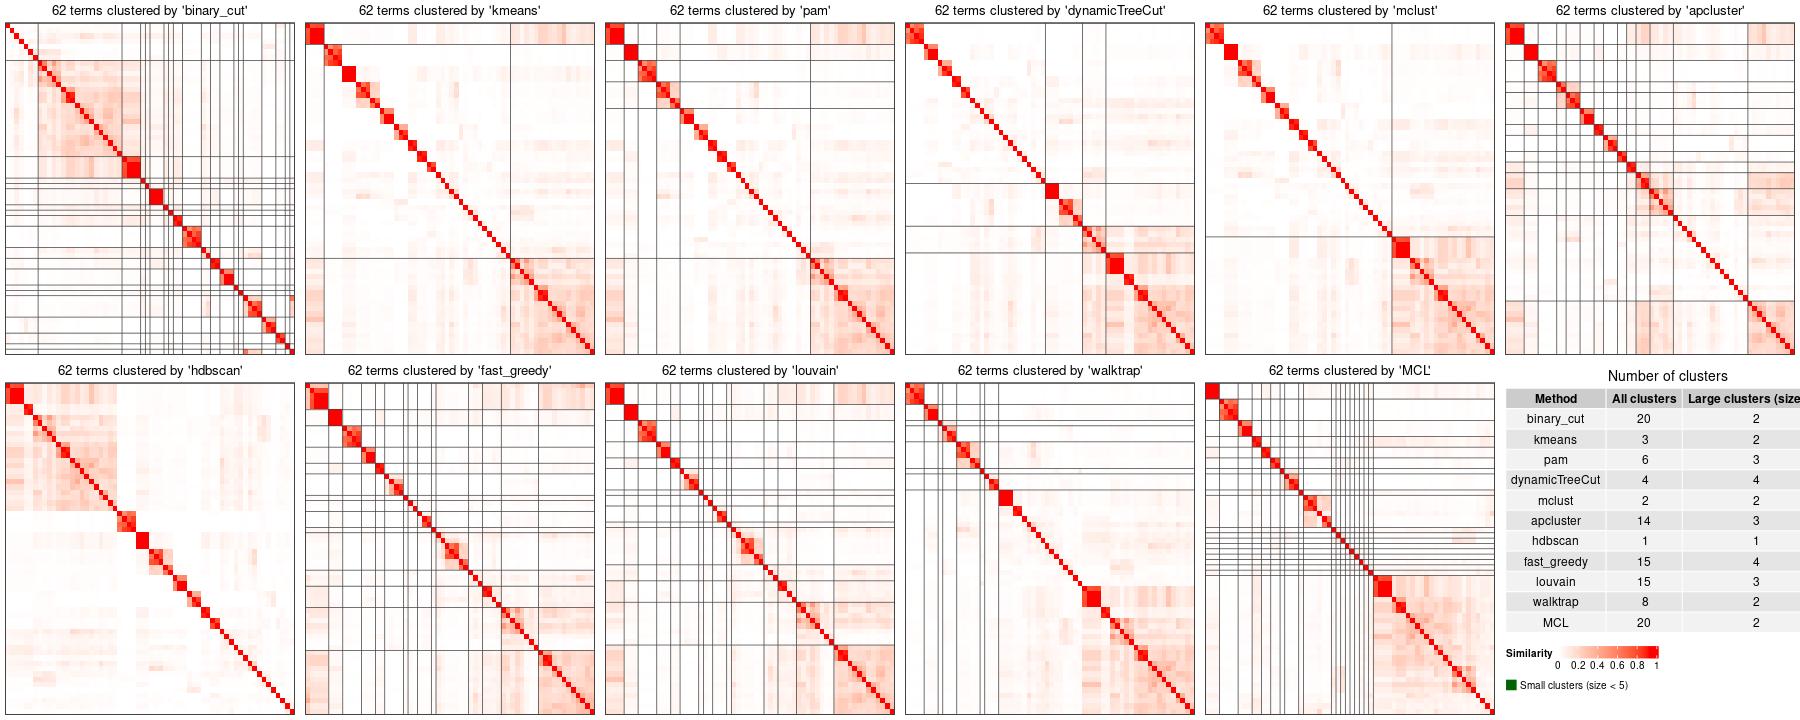 62 terms clustered by 'binary_cut'
62 terms clustered by 'kmeans'
62 terms clustered by 'pam'
62 terms clustered by 'dynamicTreeCut'
62 terms clustered by 'mclust'
62 terms clustered by 'apcluster'
62 terms clustered by 'hdbscan'
62 terms clustered by 'fast_greedy'
62 terms clustered by 'louvain'
62 terms clustered by 'walktrap'
62 terms clustered by 'MCL'
Number of clusters
Method All clusters Large clusters (size
binary_cut 20 2
kmeans 3 2
pam 6 3
dynamicTreeCut 4 4
mclust 2 2
apcluster 14 3
hdbscan 1 1
fast_greedy 15 4
louvain 15 3
walktrap 8 2
MCL 20 2
Similarity
0 0.2 0.4 0.6 0.8 1
Small clusters (size < 5)